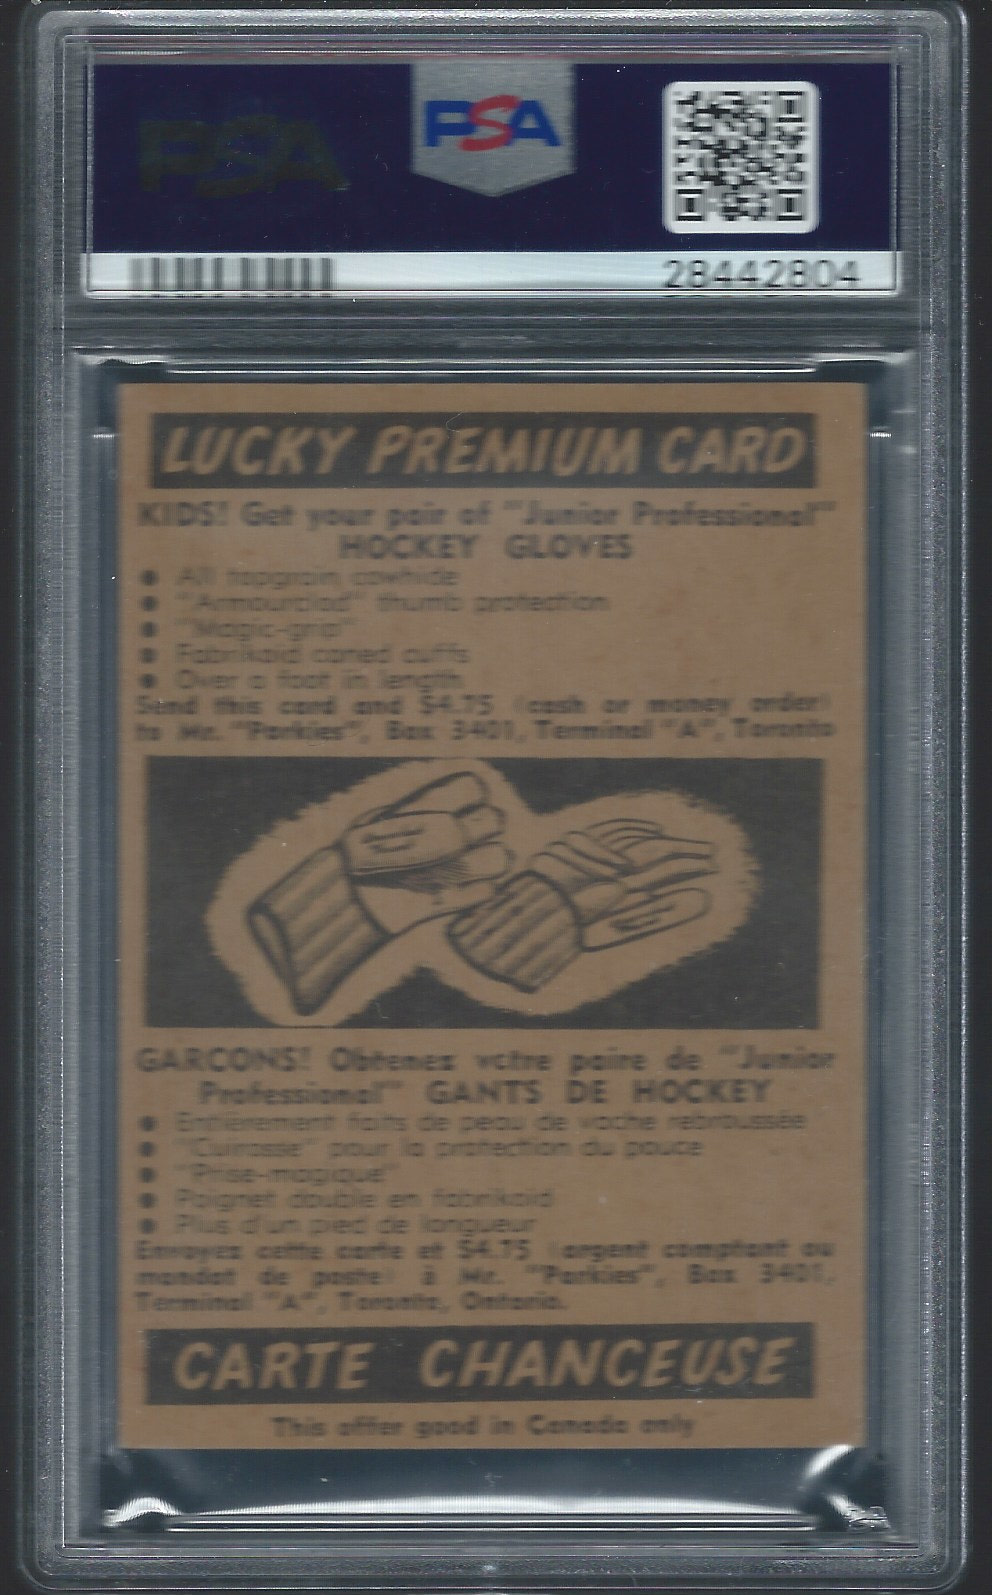 PSA
PSA
28442804
LUCKY PREMIUM CARD
KIDS! Get your pair of "Junior Professional"
HOCKEY GLOVES
• All topgrain cowhide
• "Armourclad" thumb protection
• "Magic-grip"
• Fabrikoid caned cuffs
• Over a foot in length
Send this card and $4.75 (cash or money order)
to Mr. "Parkies", Box 3401, Terminal "A", Toronto
GARCONS! Obtenez votre paire de "Junior
Professional" GANTS DE HOCKEY
• Entièrement faits de peau de vache retroussée
• "Cuirasse" pour la protection du pouce
• "Prise-magique"
• Poignet double en fabrikoid
• Plus d'un pied de longueur
Envoyez cette carte et $4.75 (argent comptant ou
mandat de poste) à Mr. "Parkies", Box 3401,
Terminal "A", Toronto, Ontario.
CARTE CHANCEUSE
This offer good in Canada only